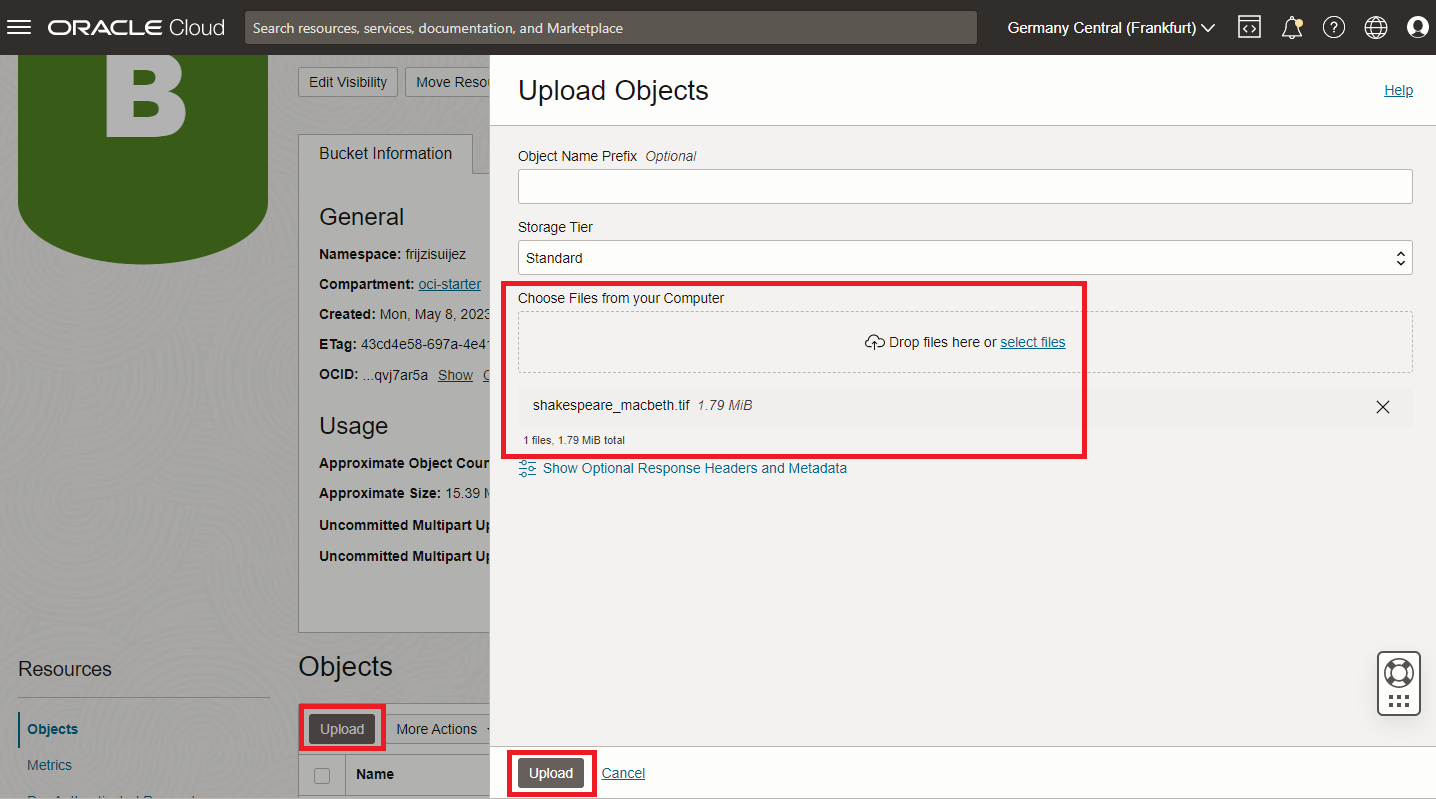 ORACLE Cloud
Search resources, services, documentation, and Marketplace
Germany Central (Frankfurt)
B
Edit Visibility
Move Resou
Bucket Information
General
Namespace: frijzisuijez
Compartment: oci-starter
Created: Mon, May 8, 2023
ETag: 43cd4e58-697a-4e41
OCID: ...qvj7ar5a Show
Usage
Approximate Object Coun
Approximate Size: 15.39 M
Uncommitted Multipart Up
Uncommitted Multipart Up
Resources
Objects
Metrics
Objects
Upload
More Actions
Name
Upload Objects
Help
Object Name Prefix Optional
Storage Tier
Standard
Choose Files from your Computer
Drop files here or select files
shakespeare_macbeth.tif 1.79 MiB
1 files, 1.79 MiB total
Show Optional Response Headers and Metadata
Upload
Cancel